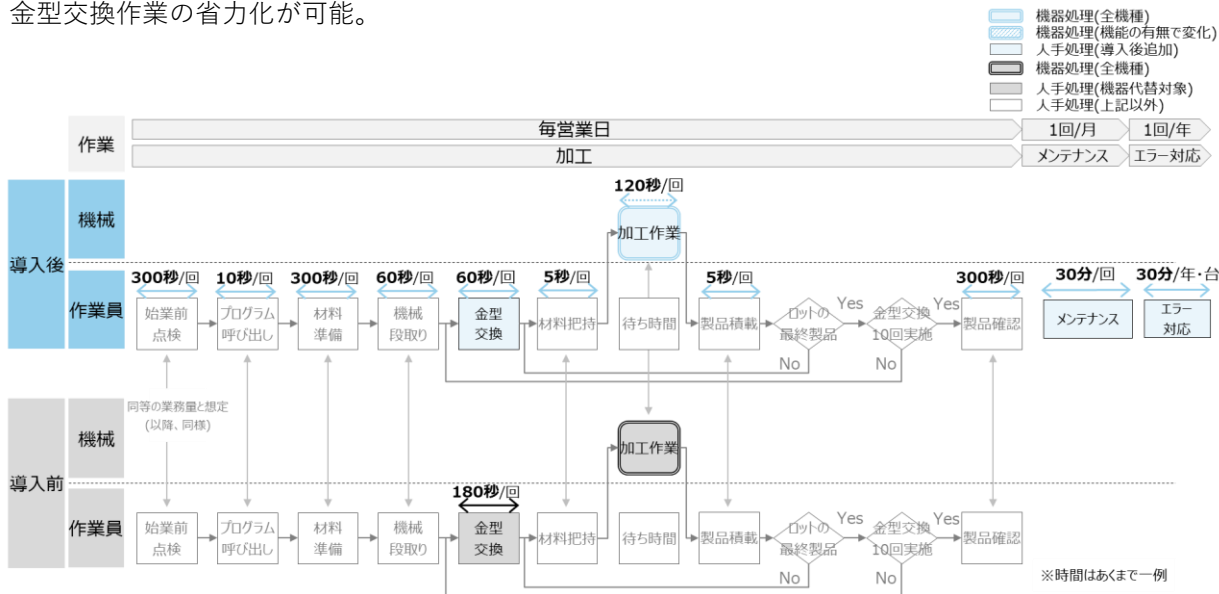 金型交換作業の省力化が可能。
機器処理(全機種)
機器処理(機能の有無で変化)
人手処理(導入後追加)
機器処理(全機種)
人手処理(機器代替対象)
人手処理(上記以外)
作業
毎営業日
1回/月
1回/年
加工
メンテナンス
エラー対応
導入後
機械
120秒/回
加工作業
作業員
300秒/回
10秒/回
300秒/回
60秒/回
60秒/回
5秒/回
5秒/回
300秒/回
30分/回
30分/年・台
始業前
点検
プログラム
呼び出し
材料
準備
機械
段取り
金型
交換
材料把持
待ち時間
製品積載
ロットの
最終製品
Yes
No
金型交換
10回実施
Yes
No
製品確認
メンテナンス
エラー
対応
同等の業務量と想定
(以降、同様)
導入前
機械
加工作業
作業員
180秒/回
始業前
点検
プログラム
呼び出し
材料
準備
機械
段取り
金型
交換
材料把持
待ち時間
製品積載
ロットの
最終製品
Yes
No
金型交換
10回実施
Yes
No
製品確認
※時間はあくまで一例